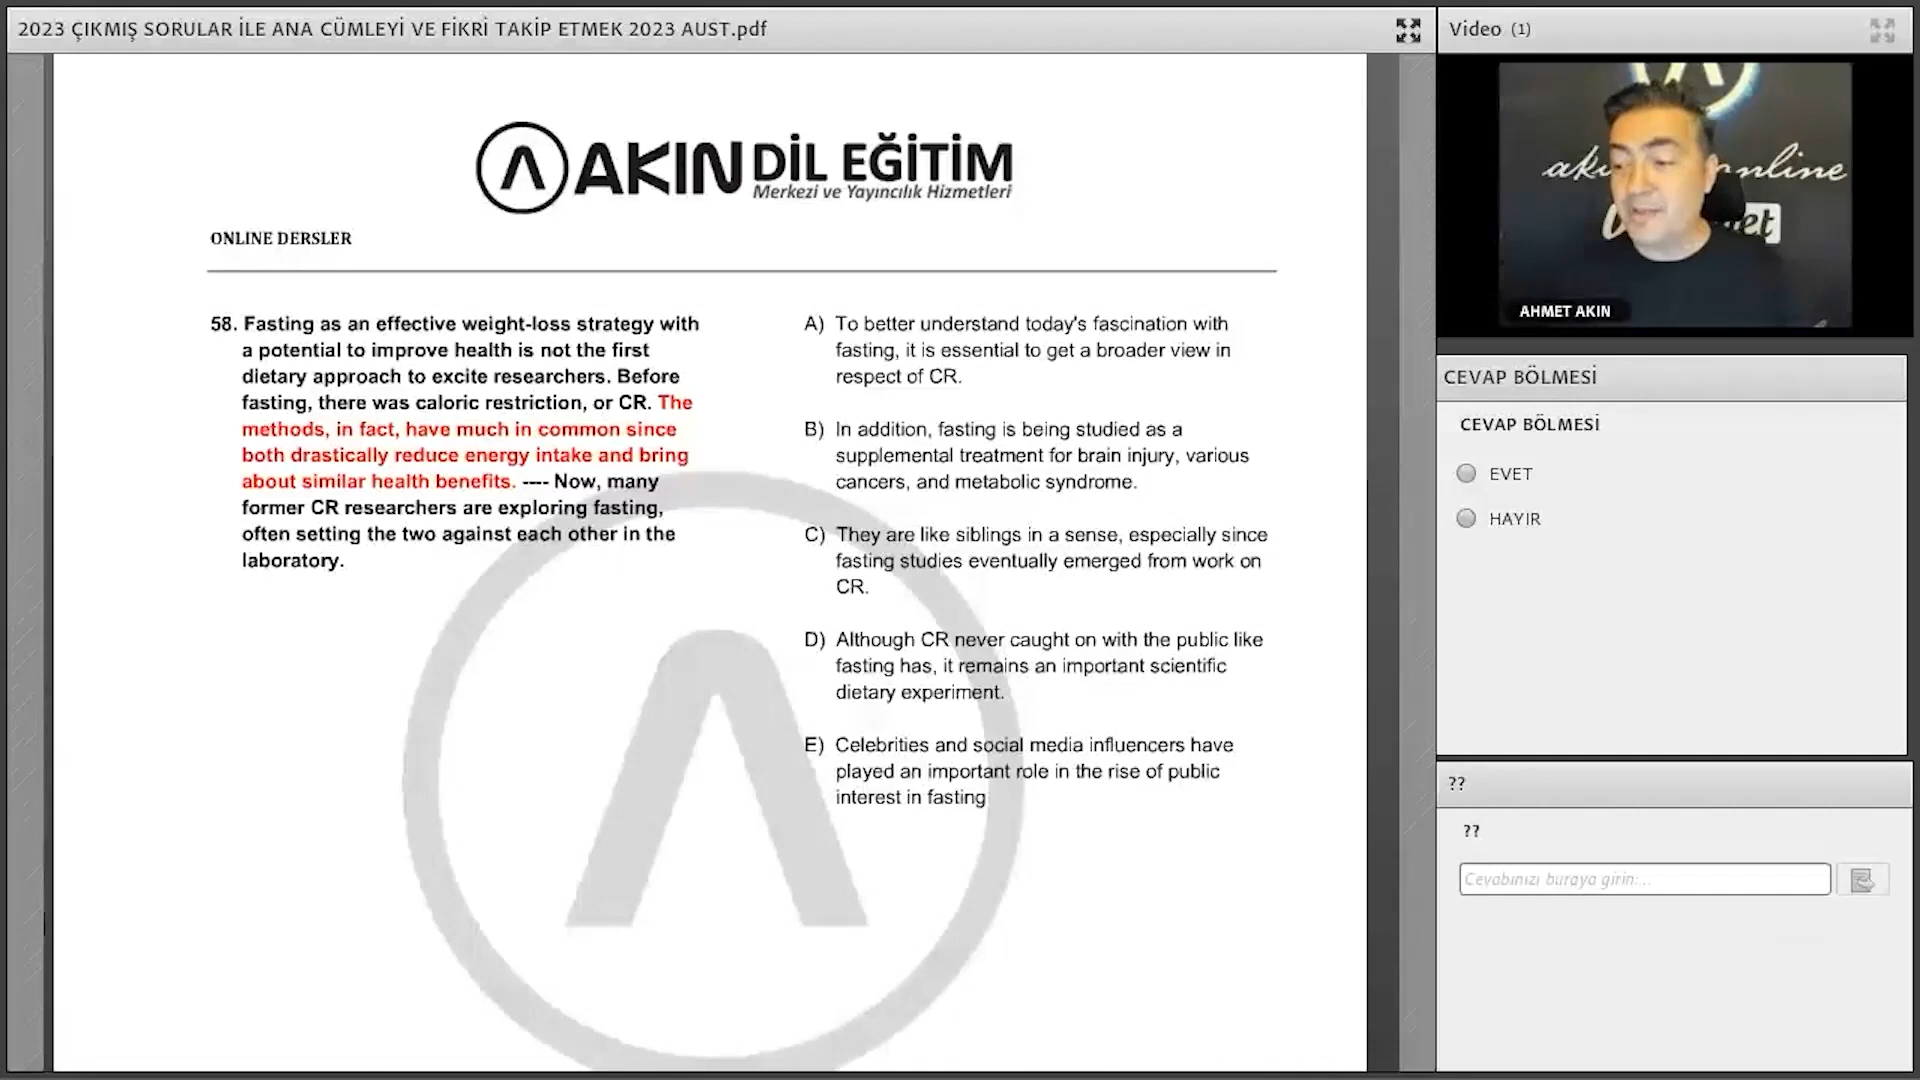 2023 ÇIKMIŞ SORULAR İLE ANA CÜMLEYİ VE FİKRİ TAKİP ETMEK 2023 AUST.pdf
AKIN DİL EĞİTİM
Merkezi ve Yayıncılık Hizmetleri
ONLINE DERSLER
58. Fasting as an effective weight-loss strategy with
a potential to improve health is not the first
dietary approach to excite researchers. Before
fasting, there was caloric restriction, or CR. The
methods, in fact, have much in common since
both drastically reduce energy intake and bring
about similar health benefits. ---- Now, many
former CR researchers are exploring fasting,
often setting the two against each other in the
laboratory.
A) To better understand today's fascination with
fasting, it is essential to get a broader view in
respect of CR.
B) In addition, fasting is being studied as a
supplemental treatment for brain injury, various
cancers, and metabolic syndrome.
C) They are like siblings in a sense, especially since
fasting studies eventually emerged from work on
CR.
D) Although CR never caught on with the public like
fasting has, it remains an important scientific
dietary experiment.
E) Celebrities and social media influencers have
played an important role in the rise of public
interest in fasting
Video (1)
AHMET AKIN
CEVAP BÖLMESİ
CEVAP BÖLMESİ
EVET
HAYIR
??
??
Cevabınızı buraya girin:...